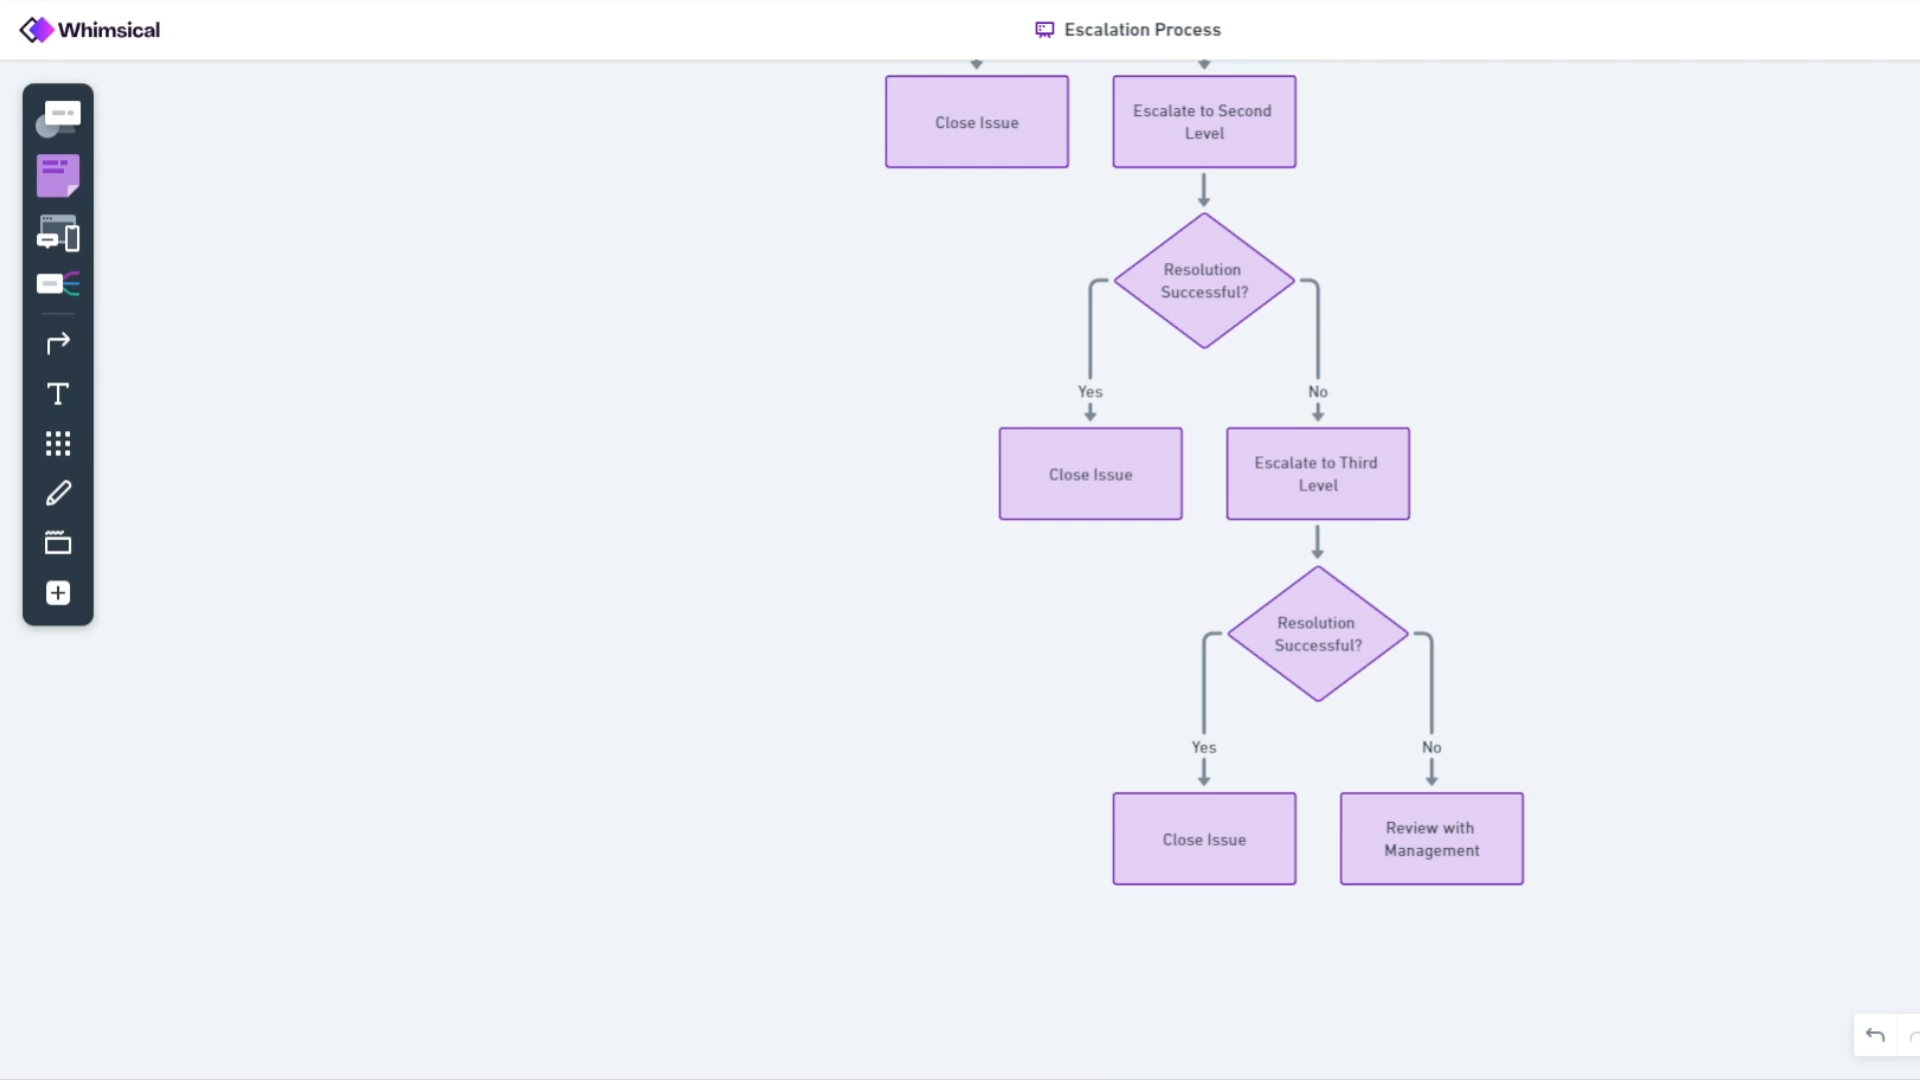 Whimsical
Escalation Process
Close Issue
Escalate to Second
Level
Resolution
Successful?
Yes
No
Close Issue
Escalate to Third
Level
Resolution
Successful?
Yes
No
Close Issue
Review with
Management